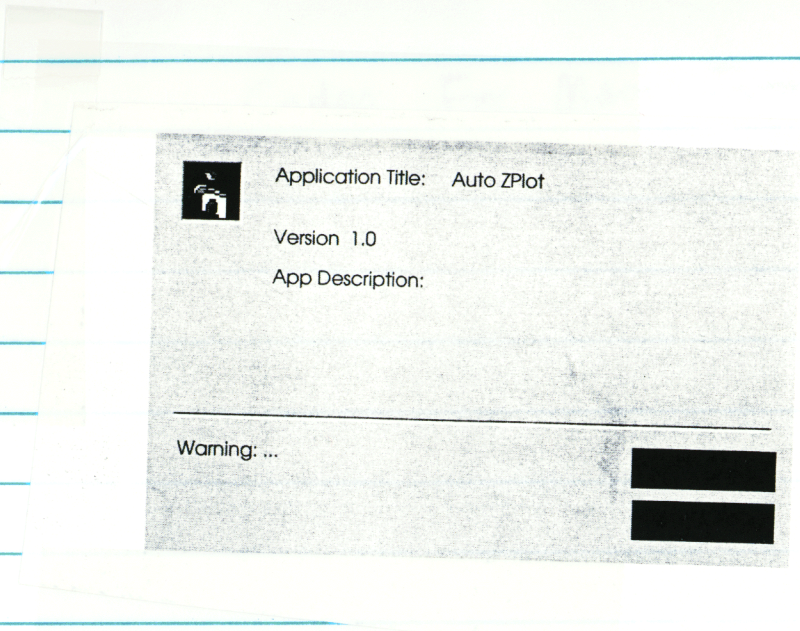 Application Title: Auto ZPlot
Version 1.0
App Description:
Warning: ...